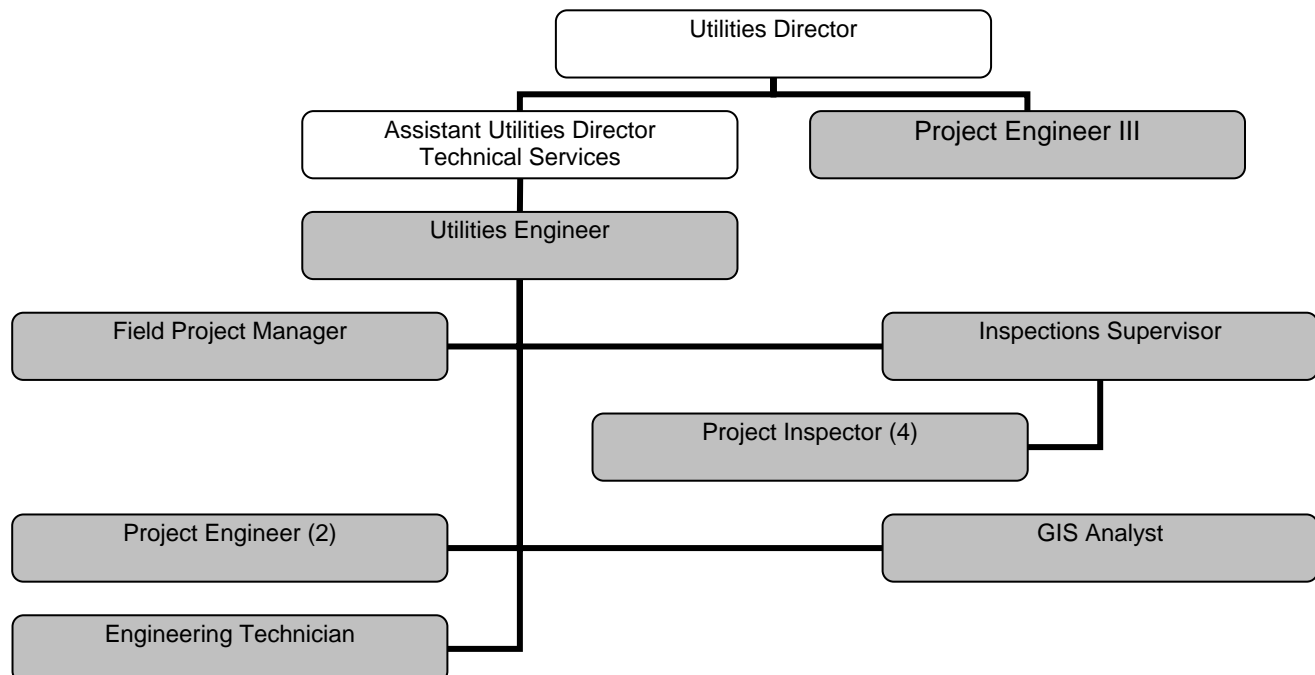 Utilities Director
Assistant Utilities Director
Technical Services
Project Engineer III
Utilities Engineer
Field Project Manager
Inspections Supervisor
Project Inspector (4)
Project Engineer (2)
GIS Analyst
Engineering Technician